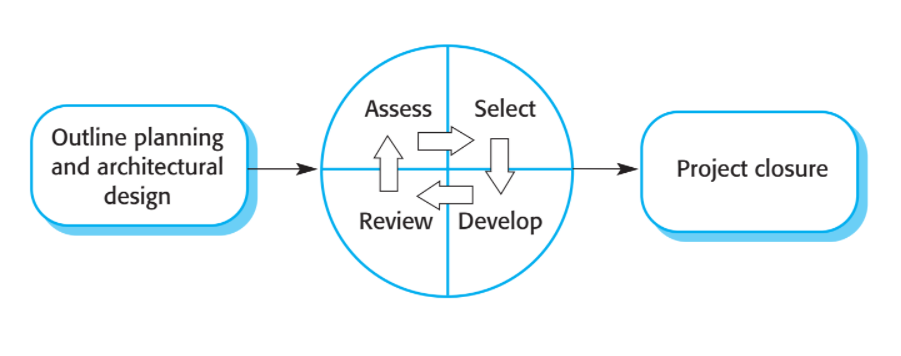 Outline planning
and architectural
design
Assess
Select
Review
Develop
Project closure